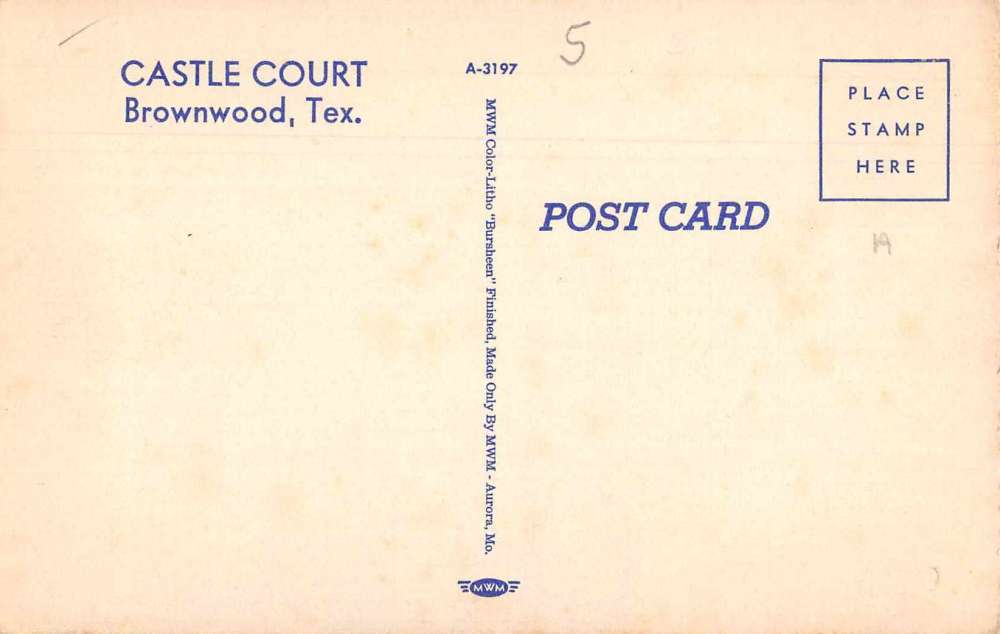 CASTLE COURT
Brownwood, Tex.
A-3197
5
MWM Color-Litho "Bursheen" Finished, Made Only By MWM - Aurora, Mo.
MWM
PLACE
STAMP
HERE
POST CARD